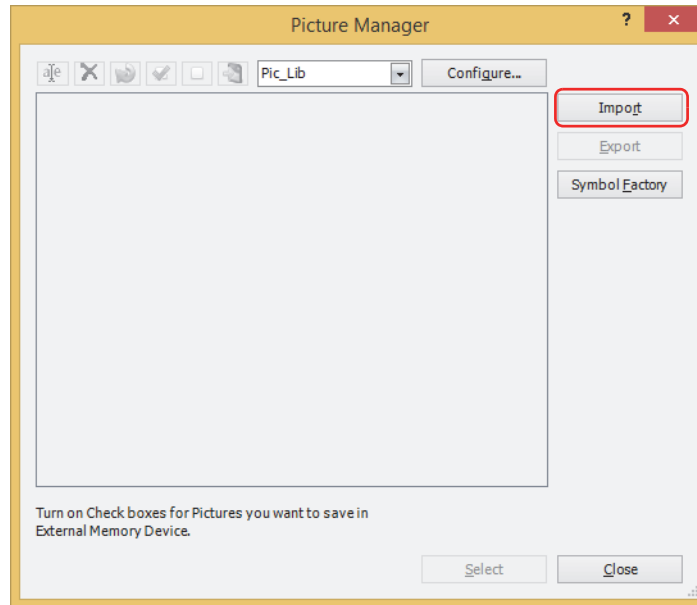 Picture Manager
?
Pic_Lib
Configure...
Import
Export
Symbol Factory
Turn on Check boxes for Pictures you want to save in
External Memory Device.
Select
Close